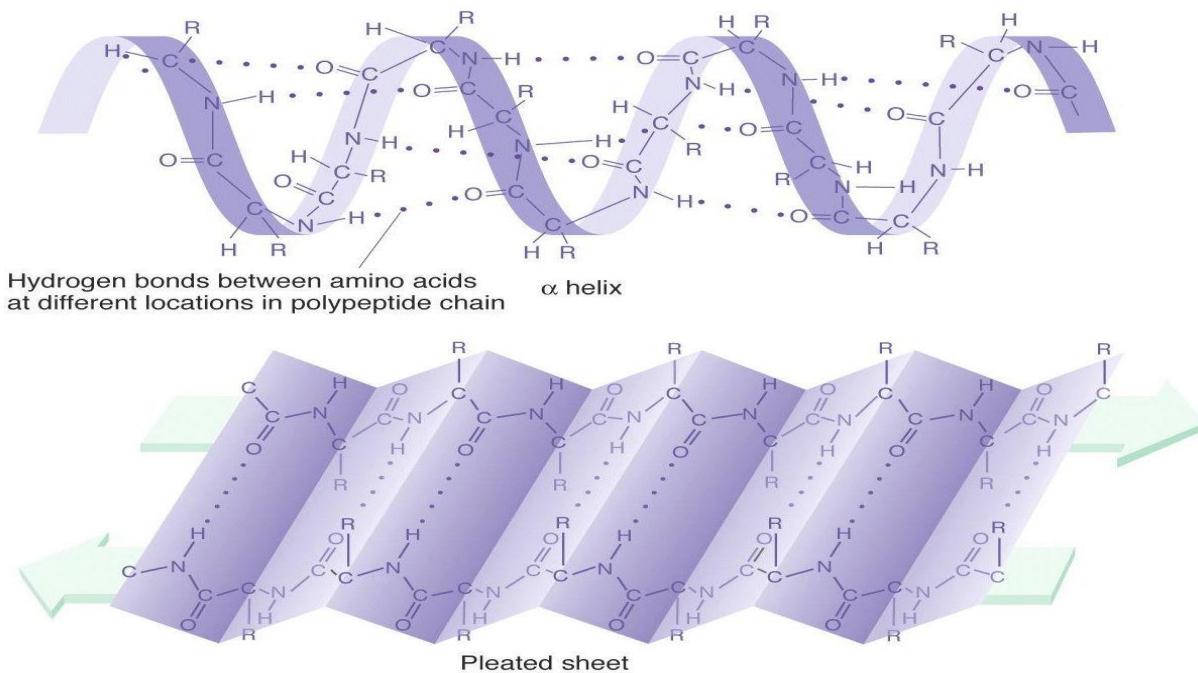 Hydrogen bonds between amino acids
at different locations in polypeptide chain
α helix
Pleated sheet